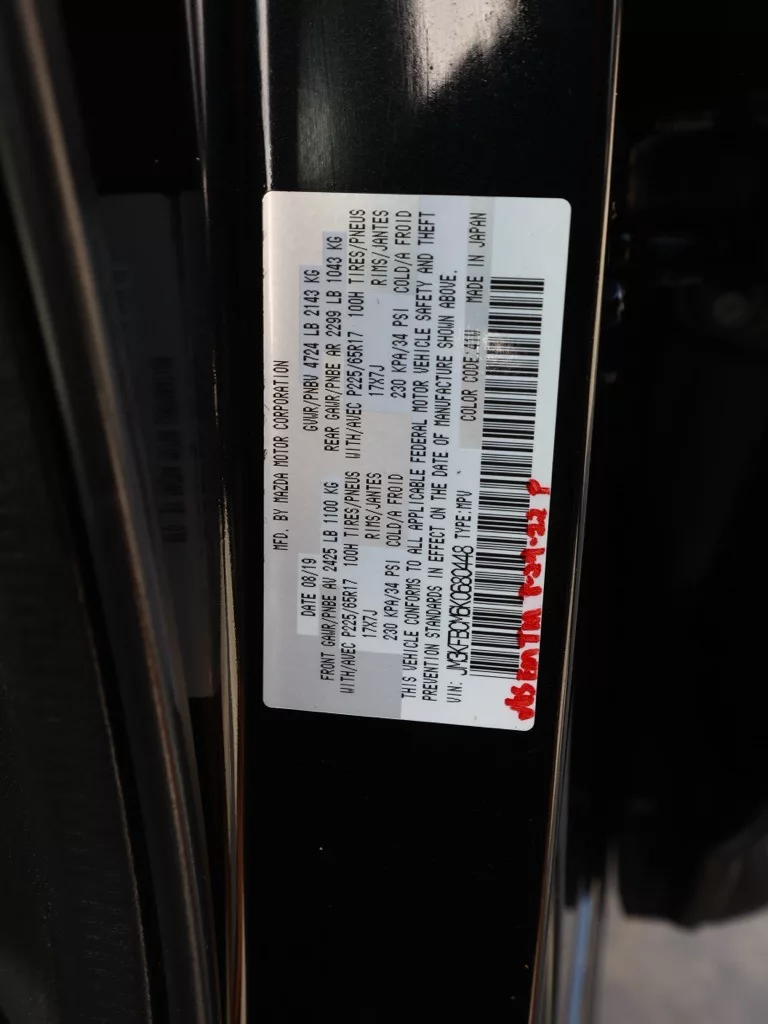 MFD. BY MAZDA MOTOR CORPORATION
DATE 08/19 GVWR/PNBV 4724 LB 2143 KG
FRONT GAWR/PNBE AV 2425 LB 1100 KG REAR GAWR/PNBE AR 2299 LB 1043 KG
WITH/AVEC P225/65R17 100H TIRES/PNEUS WITH/AVEC P225/65R17 100H TIRES/PNEUS
17X7J RIMS/JANTES 17X7J RIMS/JANTES
230 KPA/34 PSI COLD/A FROID 230 KPA/34 PSI COLD/A FROID
THIS VEHICLE CONFORMS TO ALL APPLICABLE FEDERAL MOTOR VEHICLE SAFETY AND THEFT
PREVENTION STANDARDS IN EFFECT ON THE DATE OF MANUFACTURE SHOWN ABOVE.
VIN: JM3KFBCM6K0680448 TYPE:MPV COLOR CODE:41W MADE IN JAPAN